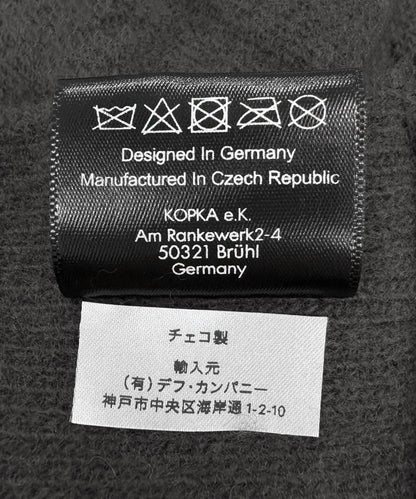 Designed In Germany
Manufactured In Czech Republic
KOPKA e.K.
Am Rankewerk2-4
50321 Brühl
Germany
チェコ製
輸入元
(有)デフ・カンパニー
神戸市中央区海岸通1-2-10